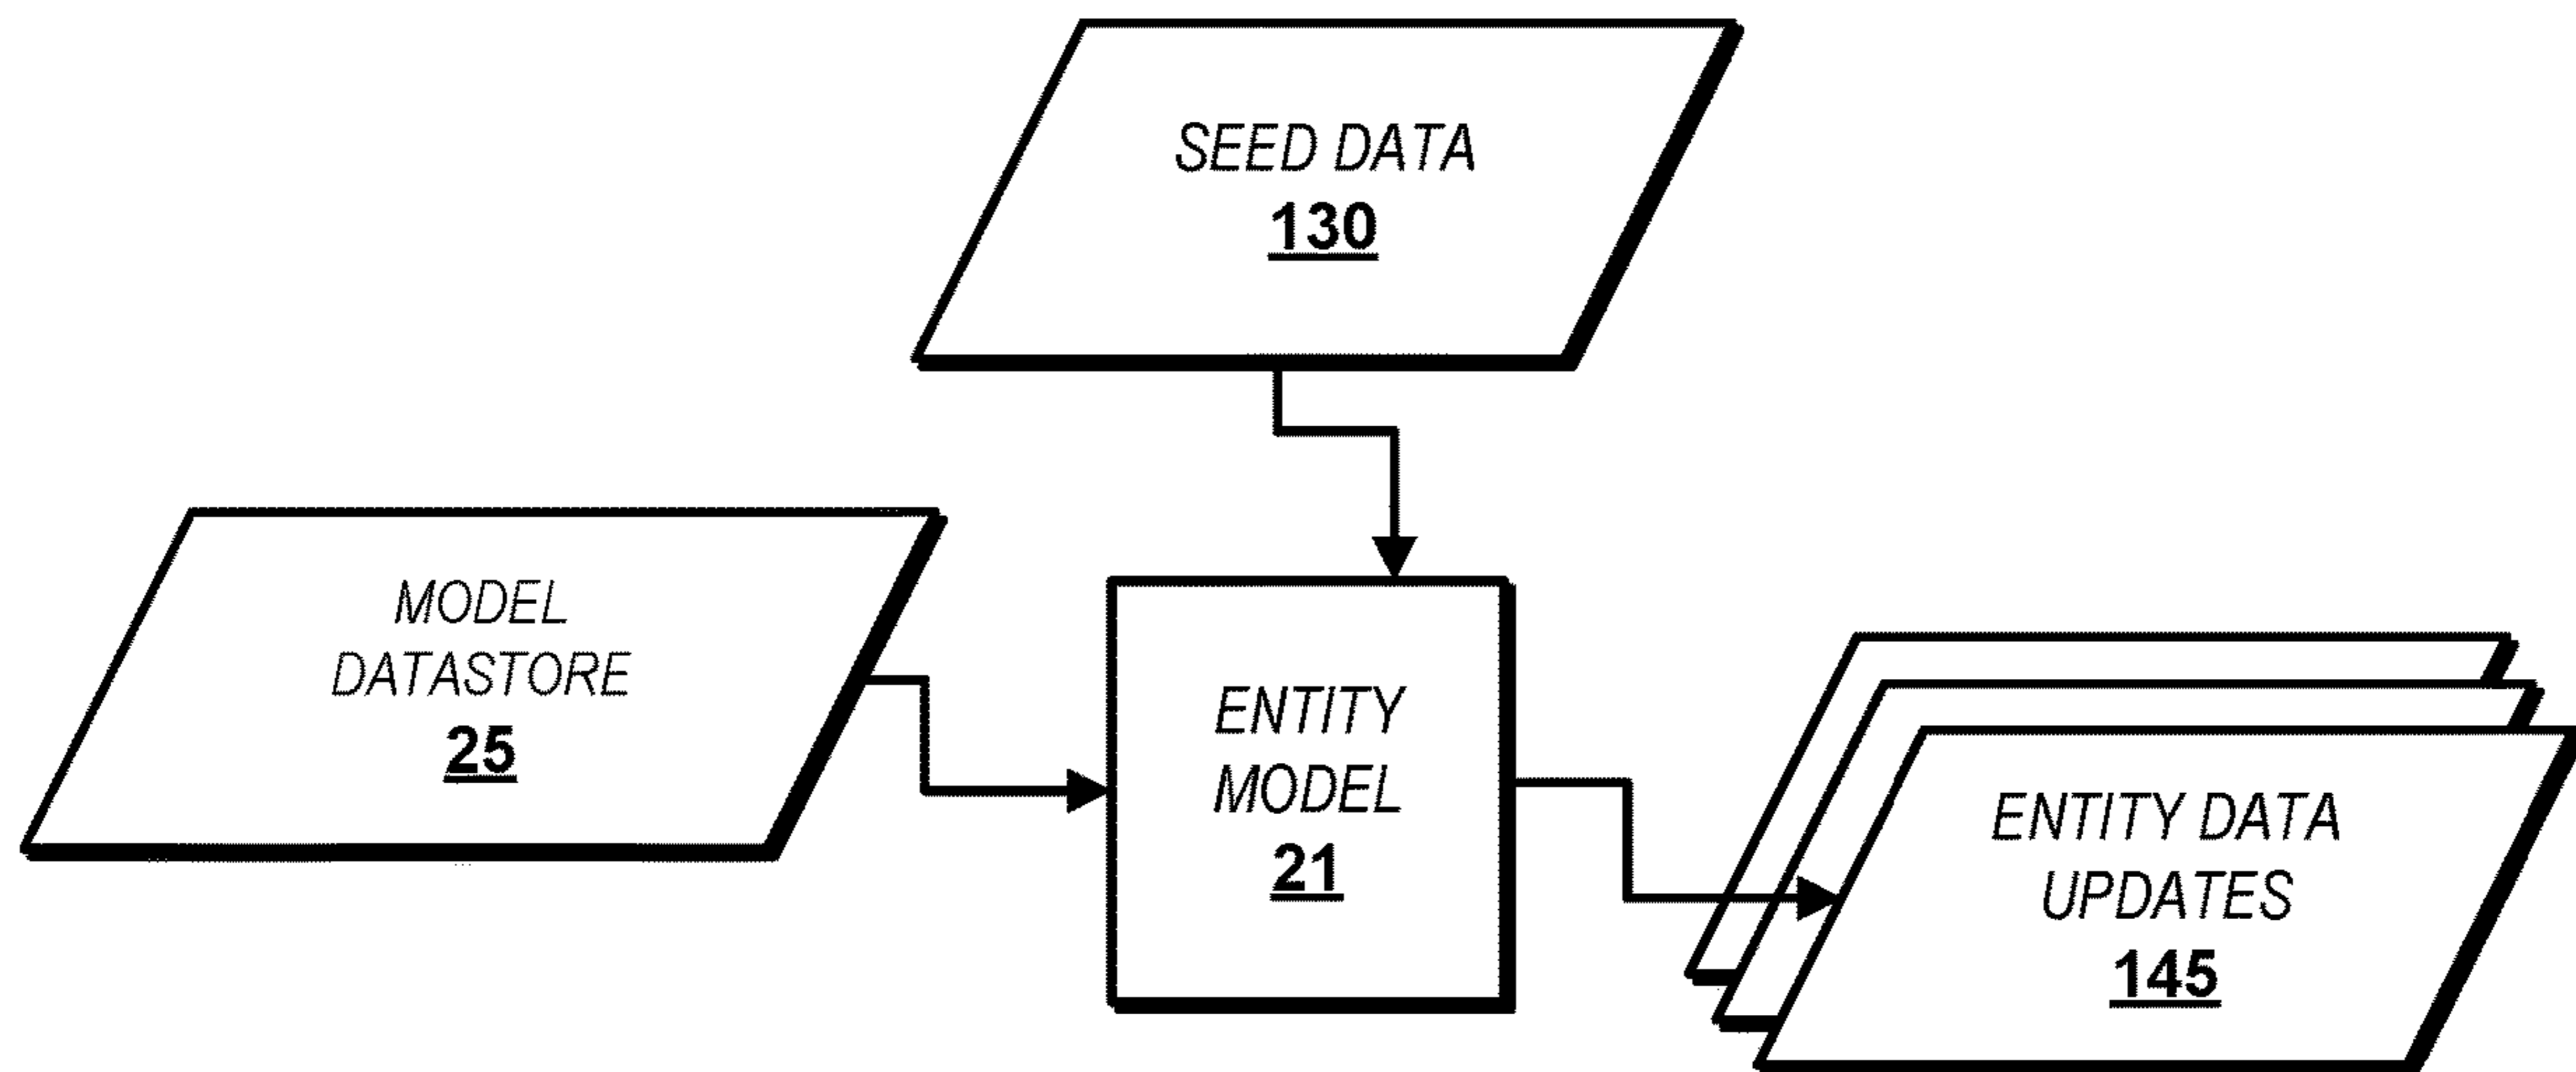 SEED DATA
130
MODEL
DATASTORE
25
ENTITY
MODEL
21
ENTITY DATA
UPDATES
145